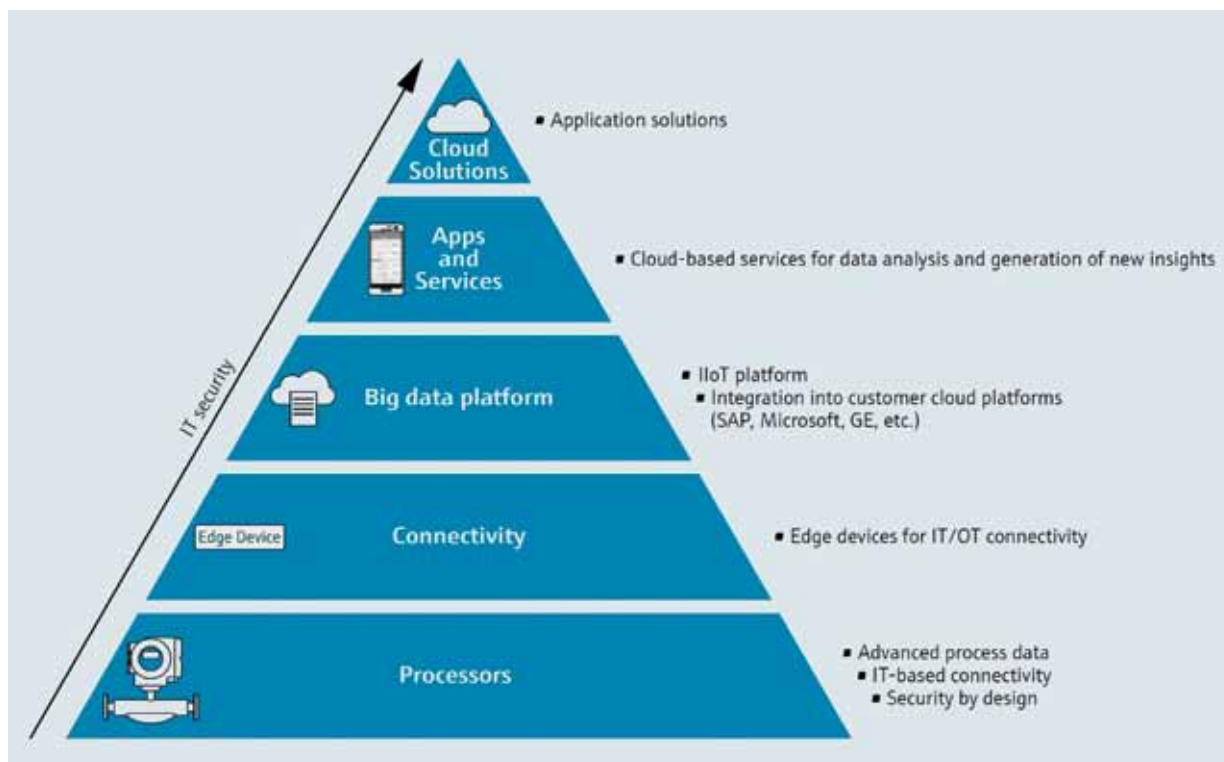 Cloud
Solutions
▪ Application solutions
Apps
and
Services
▪ Cloud-based services for data analysis and generation of new insights
IT security
Big data platform
▪ IIoT platform
▪ Integration into customer cloud platforms
(SAP, Microsoft, GE, etc.)
Edge Device
Connectivity
▪ Edge devices for IT/OT connectivity
Processors
▪ Advanced process data
▪ IT-based connectivity
▪ Security by design